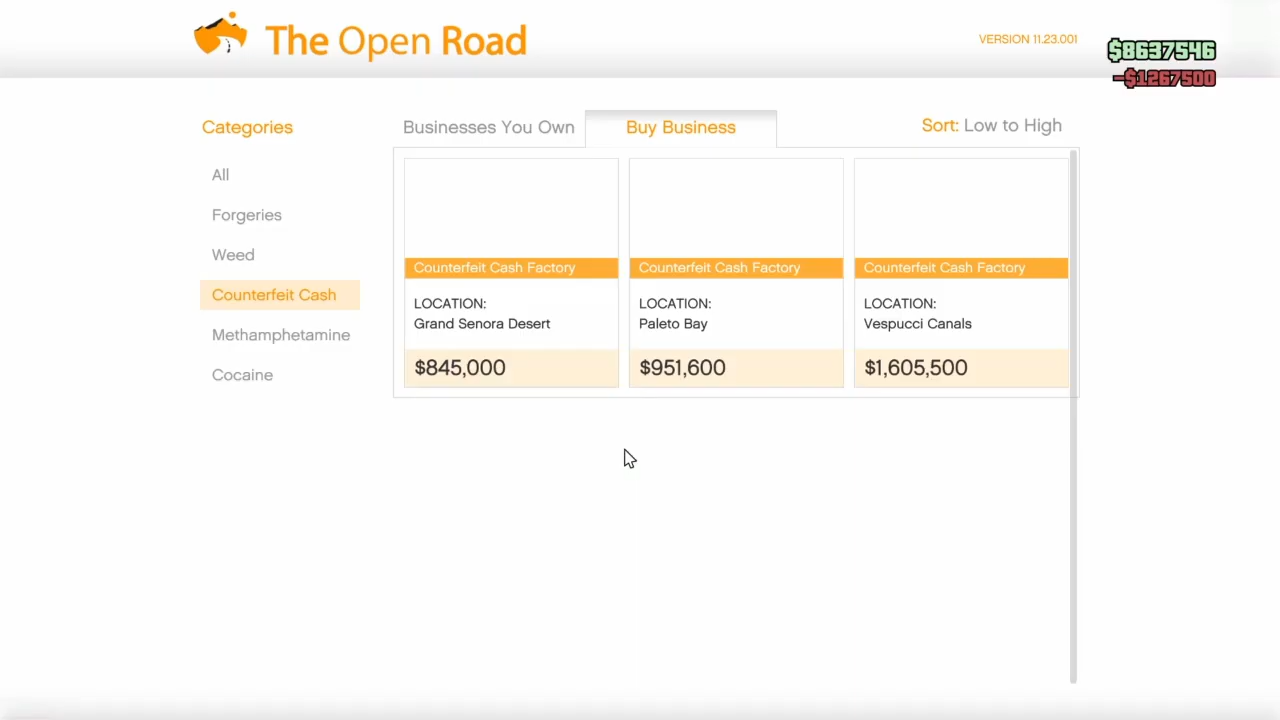 The Open Road
VERSION 11.23.001
$8637546
-$1267500
Categories
All
Forgeries
Weed
Counterfeit Cash
Methamphetamine
Cocaine
Businesses You Own
Buy Business
Sort: Low to High
Counterfeit Cash Factory
LOCATION:
Grand Senora Desert
$845,000
Counterfeit Cash Factory
LOCATION:
Paleto Bay
$951,600
Counterfeit Cash Factory
LOCATION:
Vespucci Canals
$1,605,500